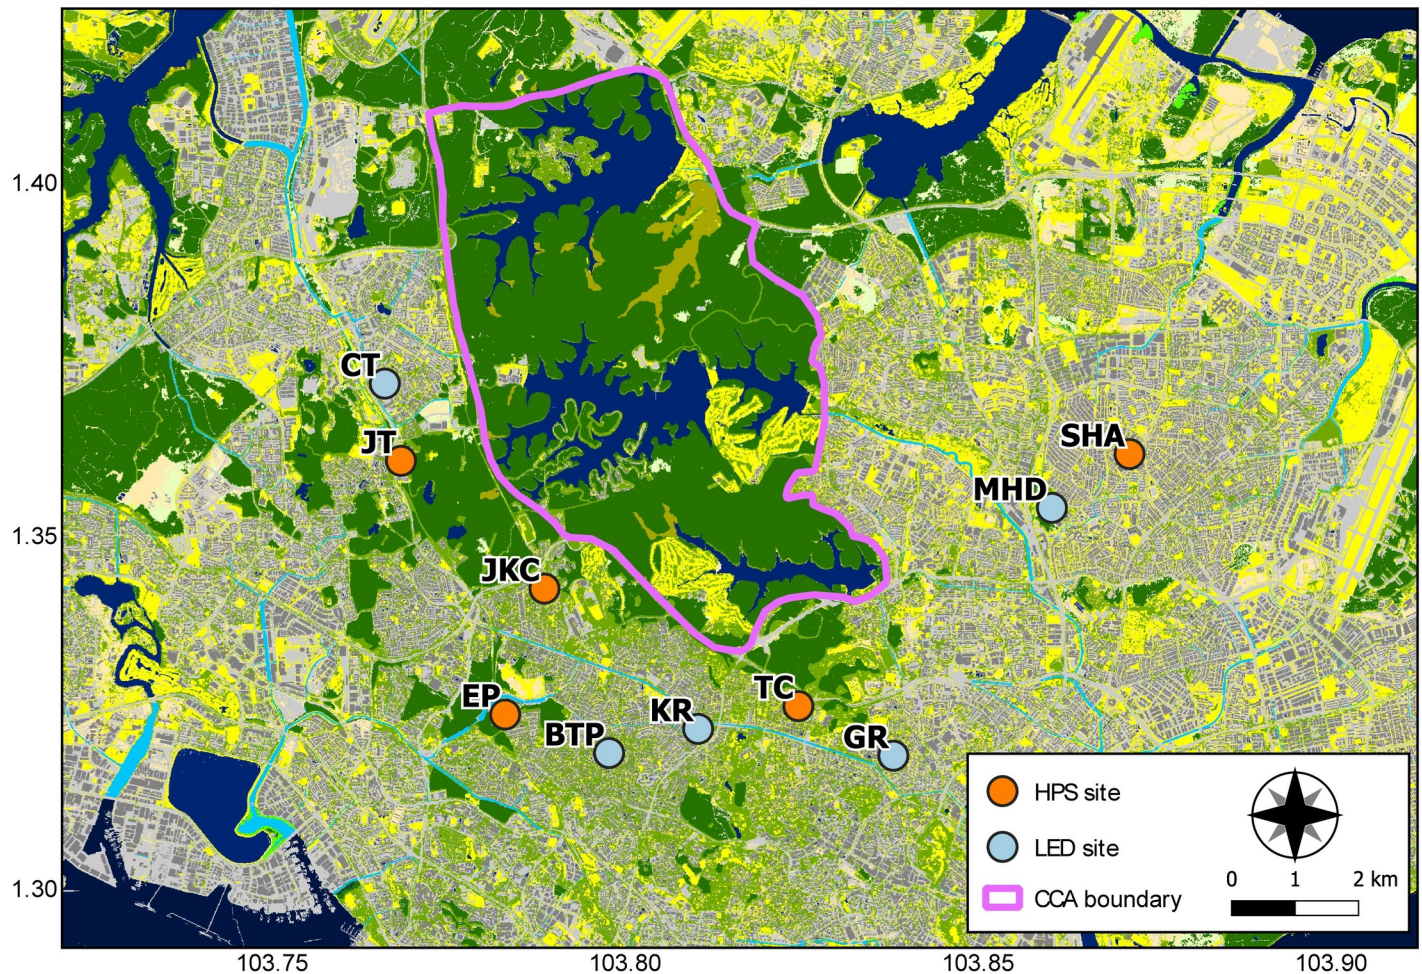 1.40
CT
JT
SHA
MHD
1.35
JKC
EP
TC
KR
BTP
GR
HPS site
LED site
0 1 2 km
CCA boundary
1.30
103.75 103.80 103.85 103.90